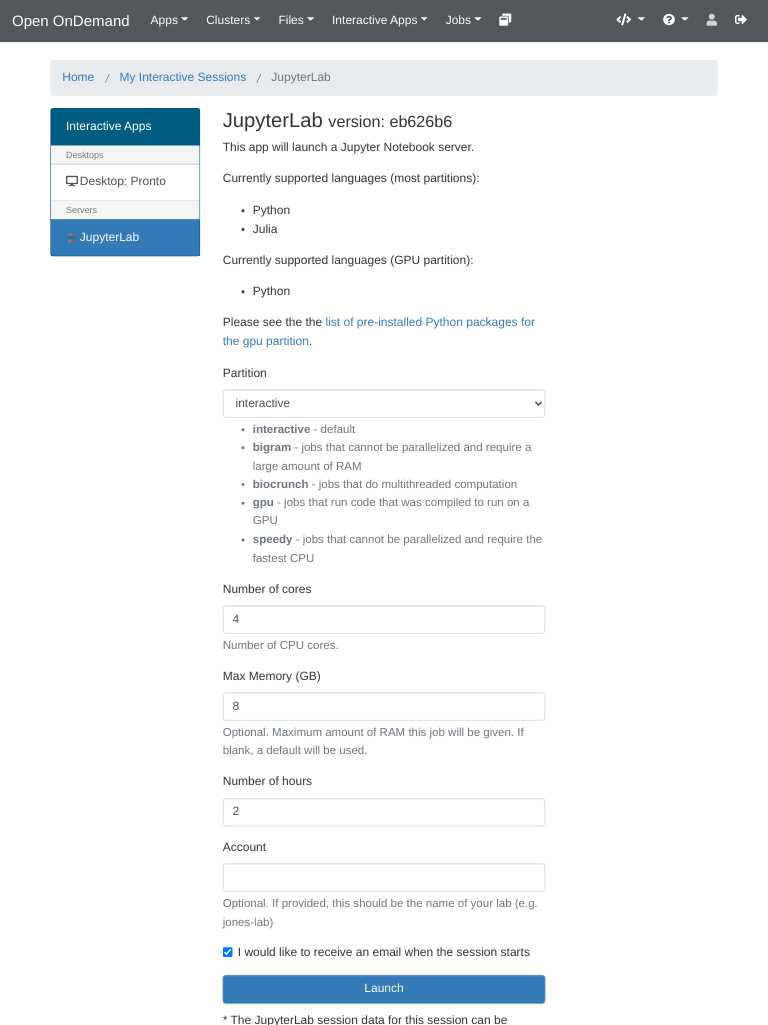 Open OnDemand Apps Clusters Files Interactive Apps Jobs
Home / My Interactive Sessions / JupyterLab
Interactive Apps
Desktops
Desktop: Pronto
Servers
JupyterLab
JupyterLab version: eb626b6
This app will launch a Jupyter Notebook server.
Currently supported languages (most partitions):
• Python
• Julia
Currently supported languages (GPU partition):
• Python
Please see the the list of pre-installed Python packages for
the gpu partition.
Partition
interactive
• interactive - default
• bigram - jobs that cannot be parallelized and require a
large amount of RAM
• biocrunch - jobs that do multithreaded computation
• gpu - jobs that run code that was compiled to run on a
GPU
• speedy - jobs that cannot be parallelized and require the
fastest CPU
Number of cores
4
Number of CPU cores.
Max Memory (GB)
8
Optional. Maximum amount of RAM this job will be given. If
blank, a default will be used.
Number of hours
2
Account
Optional. If provided, this should be the name of your lab (e.g.
jones-lab)
I would like to receive an email when the session starts
Launch
* The JupyterLab session data for this session can be